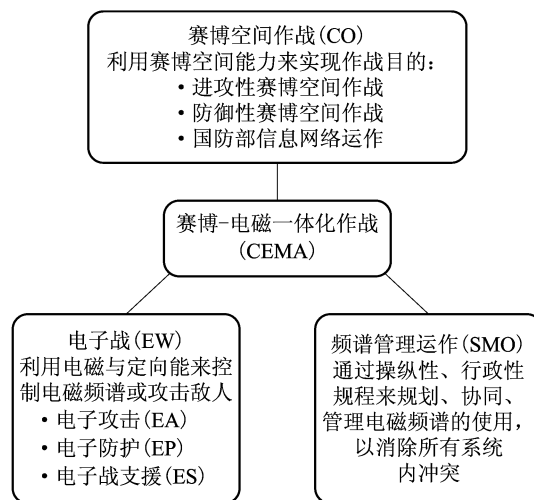 赛博空间作战(CO)
利用赛博空间能力来实现作战目的：
·进攻性赛博空间作战
·防御性赛博空间作战
·国防部信息网络运作
赛博-电磁一体化作战
(CEMA)
电子战(EW)
利用电磁与定向能来控
制电磁频谱或攻击敌人
·电子攻击(EA)
·电子防护(EP)
·电子战支援(ES)
频谱管理运作(SMO)
通过操纵性、行政性
规程来规划、协同、
管理电磁频谱的使用，
以消除所有系统
内冲突